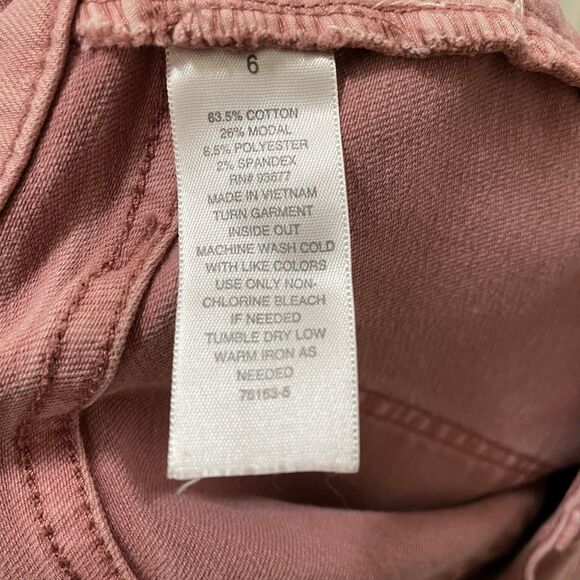 6
63.5% COTTON
26% MODAL
8.5% POLYESTER
2% SPANDEX
RN# 93677
MADE IN VIETNAM
TURN GARMENT
INSIDE OUT
MACHINE WASH COLD
WITH LIKE COLORS
USE ONLY NON-
CHLORINE BLEACH
IF NEEDED
TUMBLE DRY LOW
WARM IRON AS
NEEDED